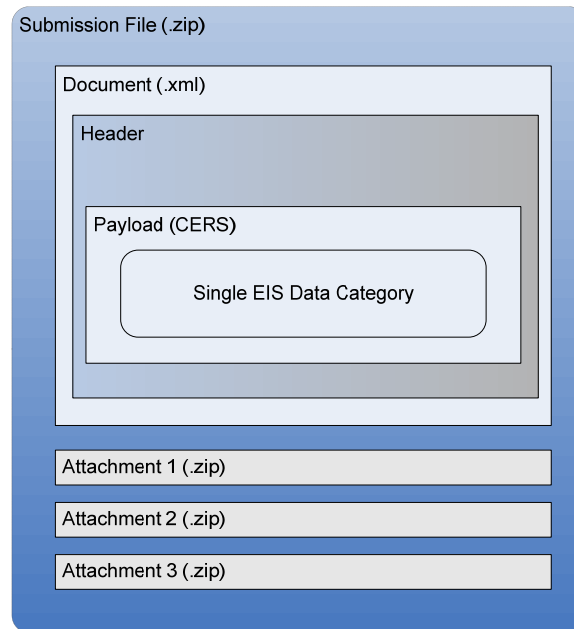 Submission File (.zip)
Document (.xml)
Header
Payload (CERS)
Single EIS Data Category
Attachment 1 (.zip)
Attachment 2 (.zip)
Attachment 3 (.zip)